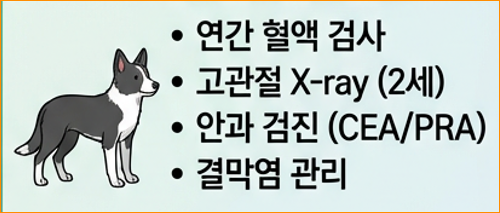 • 연간 혈액 검사
• 고관절 X-ray (2세)
• 안과 검진 (CEA/PRA)
• 결막염 관리